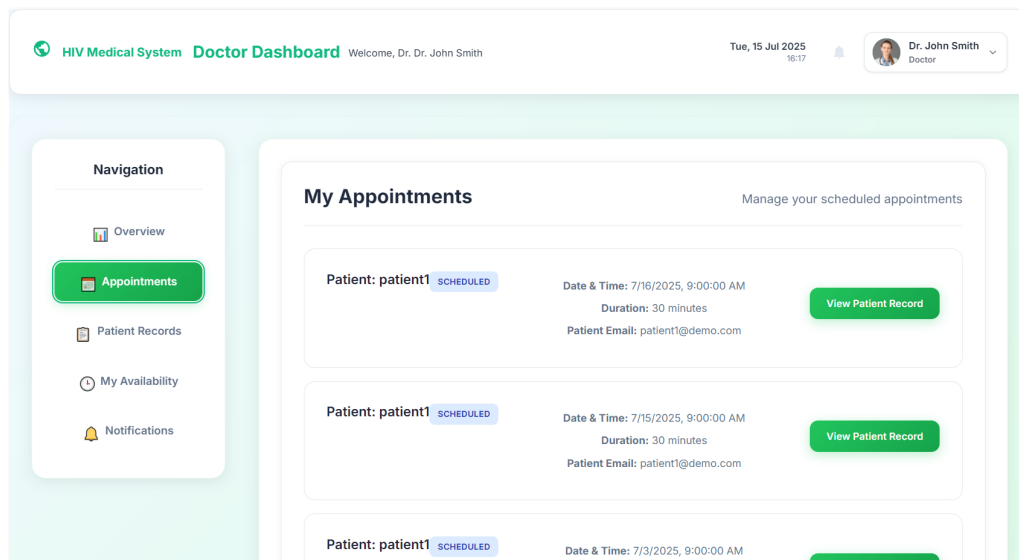 HIV Medical System Doctor Dashboard Welcome, Dr. Dr. John Smith
Tue, 15 Jul 2025
16:17
Dr. John Smith
Doctor
Navigation
Overview
Appointments
Patient Records
My Availability
Notifications
My Appointments
Manage your scheduled appointments
Patient: patient1 SCHEDULED
Date & Time: 7/16/2025, 9:00:00 AM
Duration: 30 minutes
Patient Email: patient1@demo.com
View Patient Record
Patient: patient1 SCHEDULED
Date & Time: 7/15/2025, 9:00:00 AM
Duration: 30 minutes
Patient Email: patient1@demo.com
View Patient Record
Patient: patient1 SCHEDULED
Date & Time: 7/3/2025, 9:00:00 AM